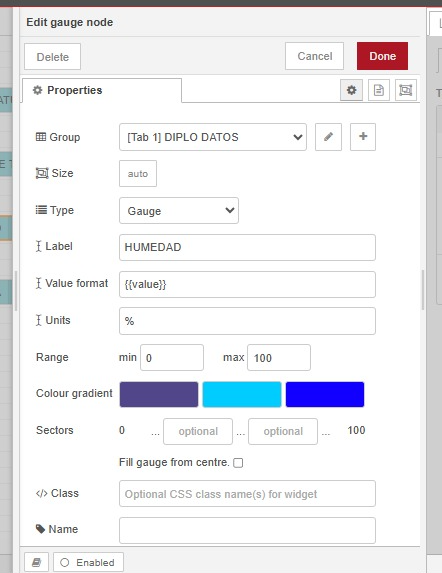 Edit gauge node
Delete Cancel Done
Properties
Group [Tab 1] DIPLO DATOS
Size auto
Type Gauge
Label HUMEDAD
Value format {{value}}
Units %
Range min 0 max 100
Colour gradient
Sectors 0 ... optional ... optional ... 100
Fill gauge from centre.
</> Class Optional CSS class name(s) for widget
Name
Enabled